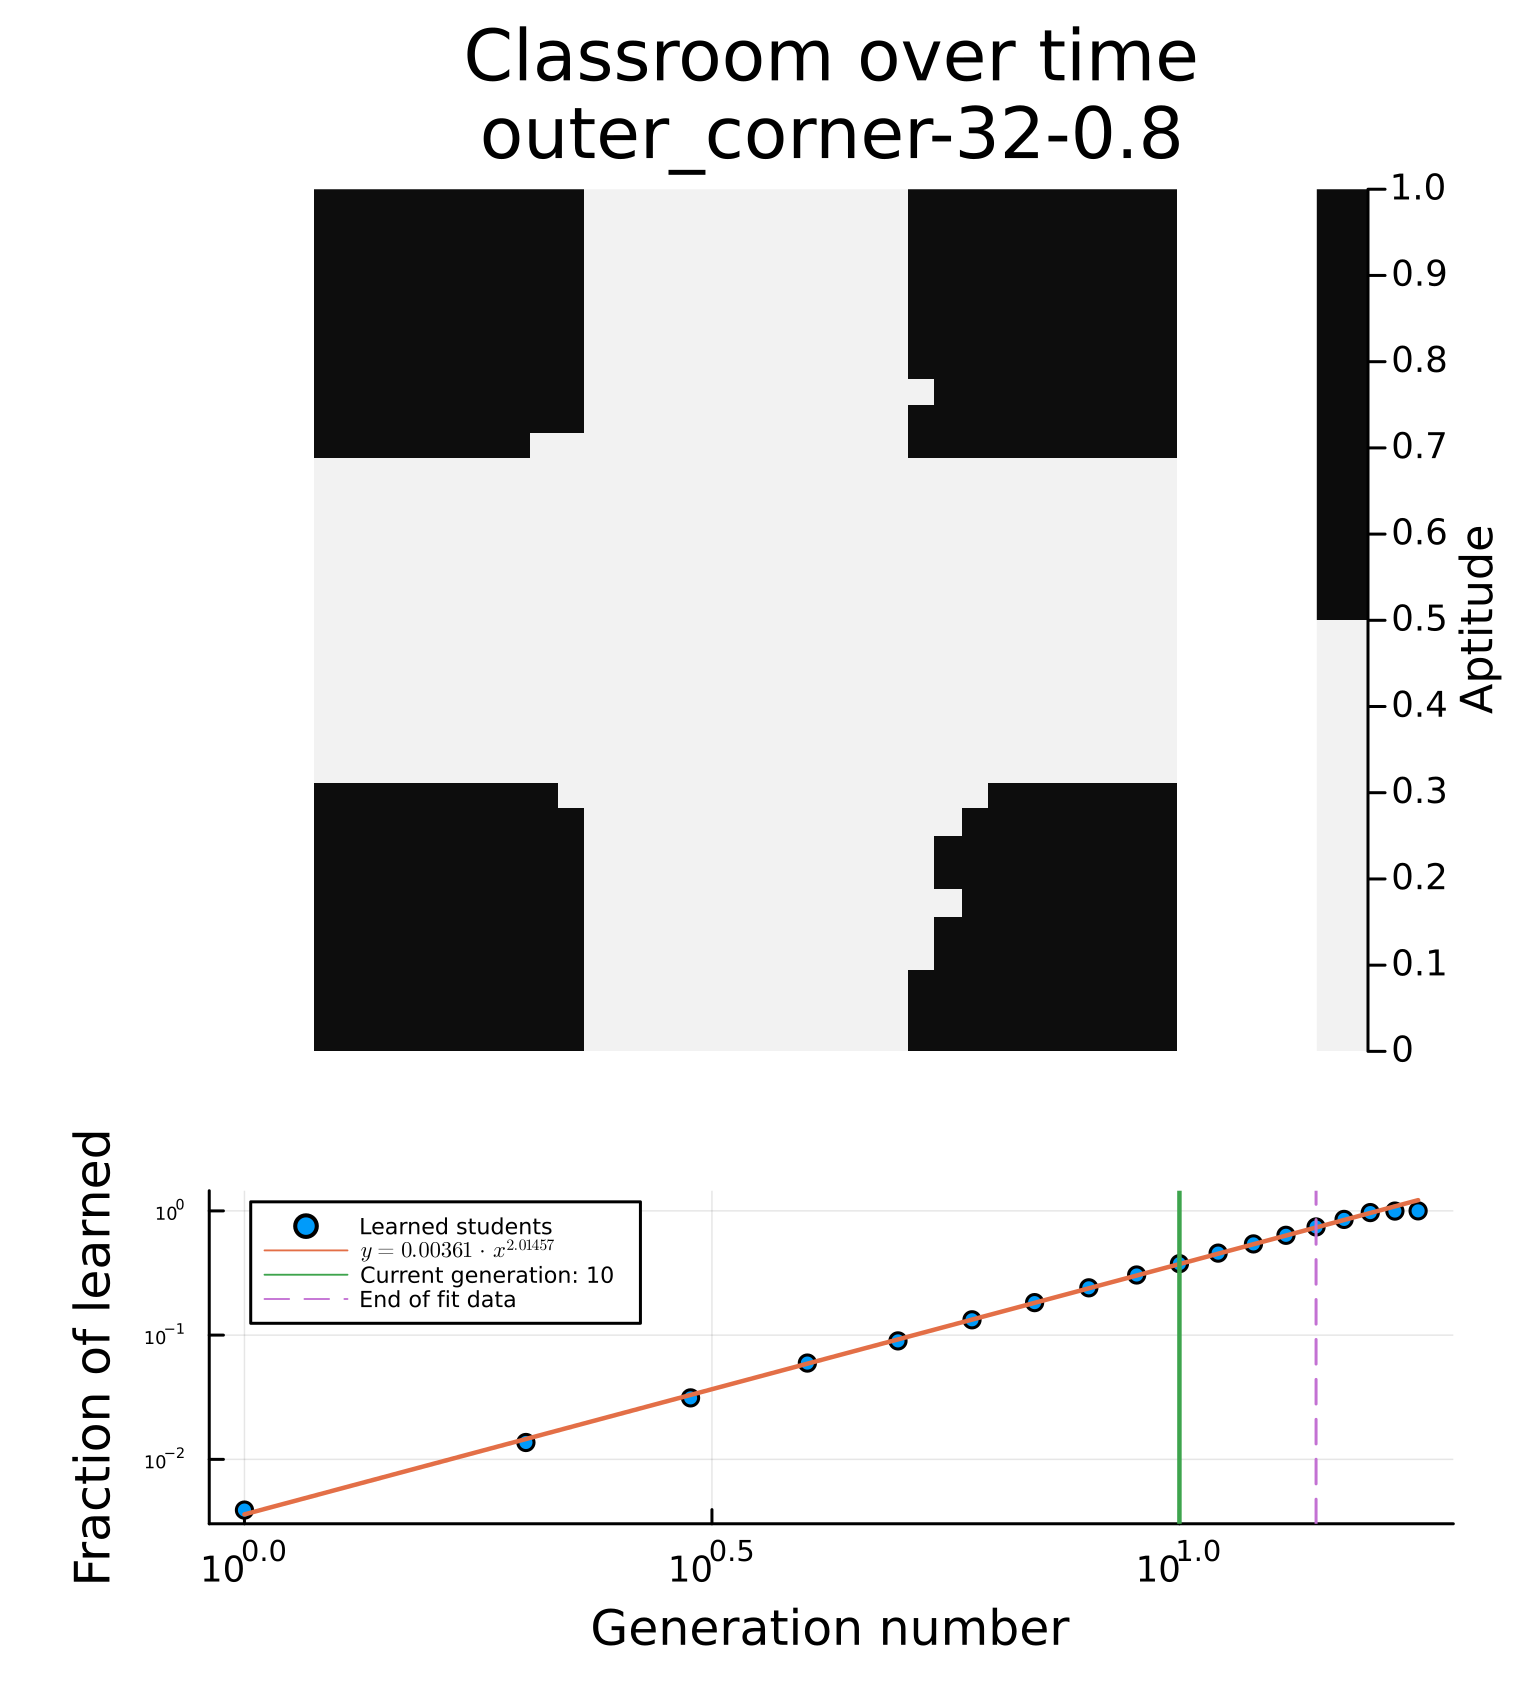 Classroom over time
outer_corner-32-0.8
1.0
0.9
0.8
0.7
0.6
0.5
0.4
0.3
0.2
0.1
0
Aptitude
Fraction of learned
10⁰
10⁻¹
10⁻²
Learned students
y = 0.00361 · x^2.01457
Current generation: 10
End of fit data
10^0.0 10^0.5 10^1.0
Generation number